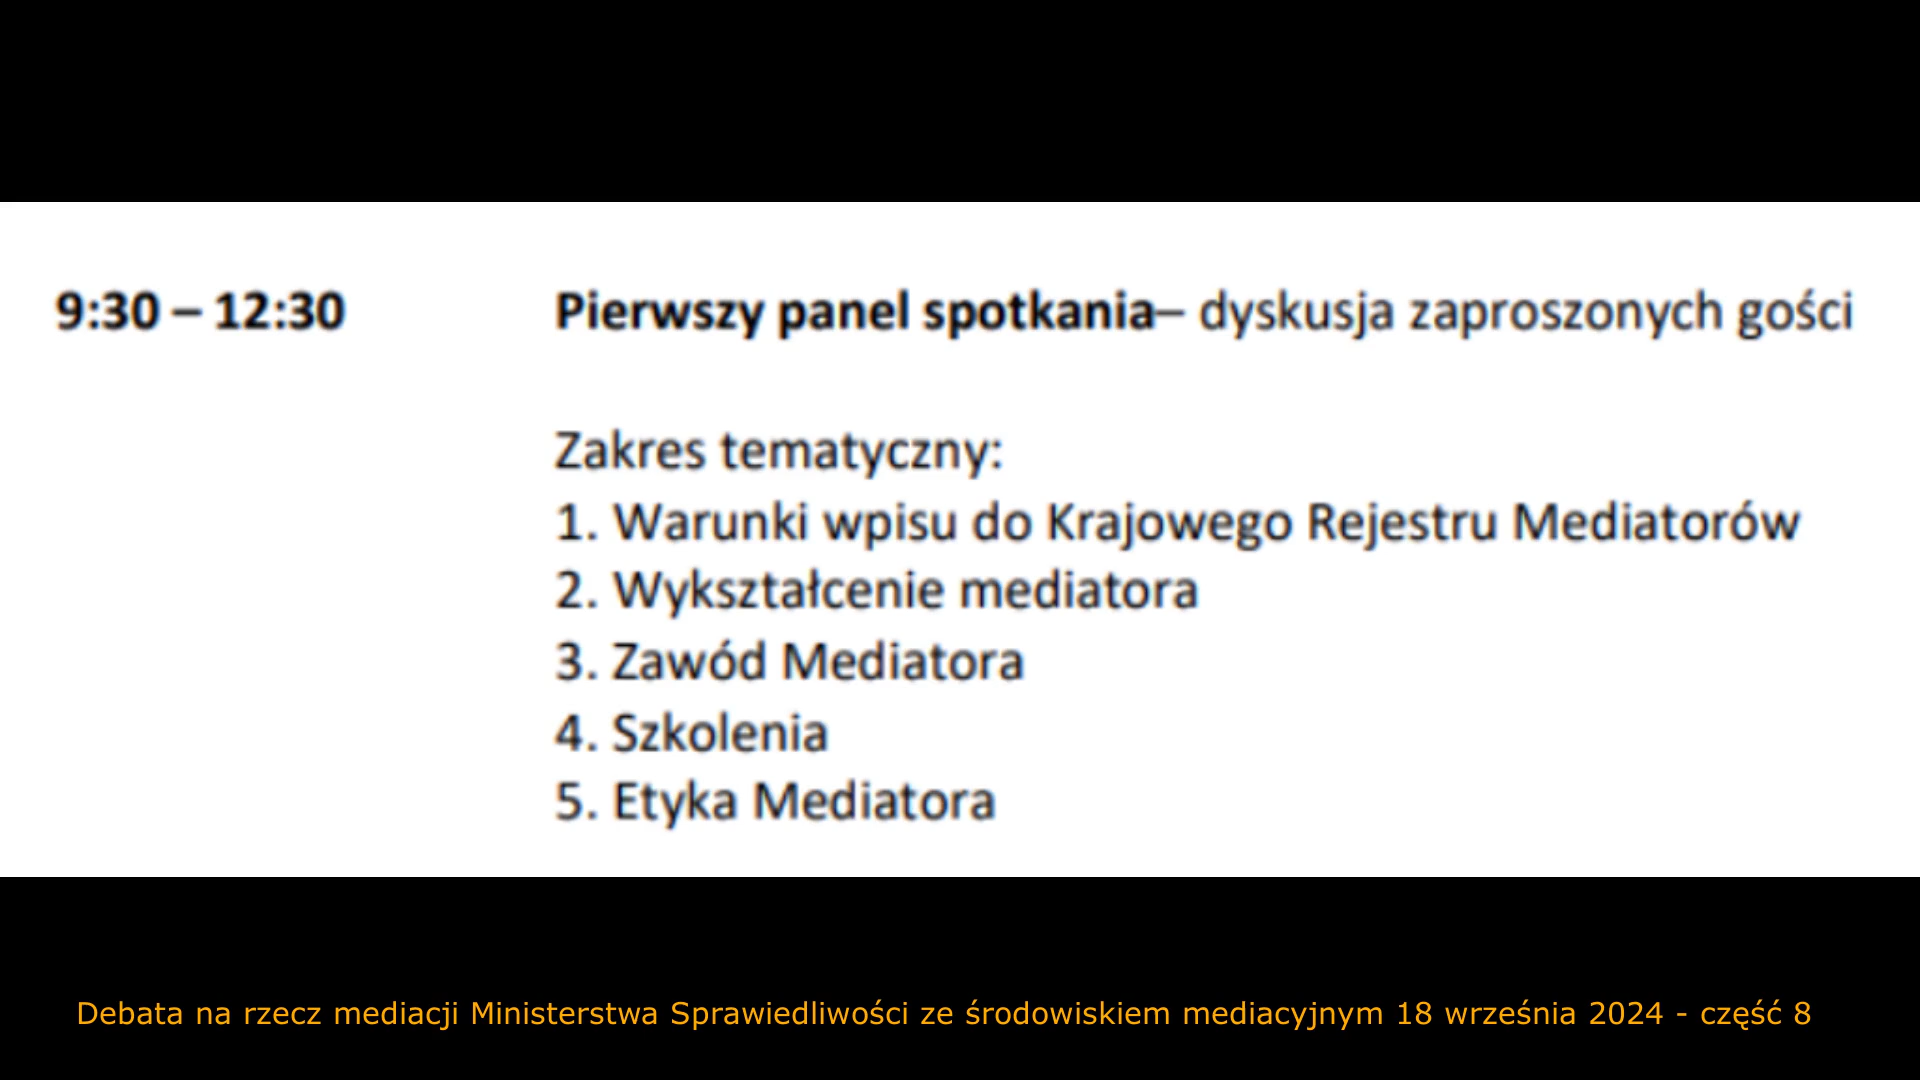 9:30 – 12:30 Pierwszy panel spotkania– dyskusja zaproszonych gości
Zakres tematyczny:
1. Warunki wpisu do Krajowego Rejestru Mediatorów
2. Wykształcenie mediatora
3. Zawód Mediatora
4. Szkolenia
5. Etyka Mediatora
Debata na rzecz mediacji Ministerstwa Sprawiedliwości ze środowiskiem mediacyjnym 18 września 2024 - część 8